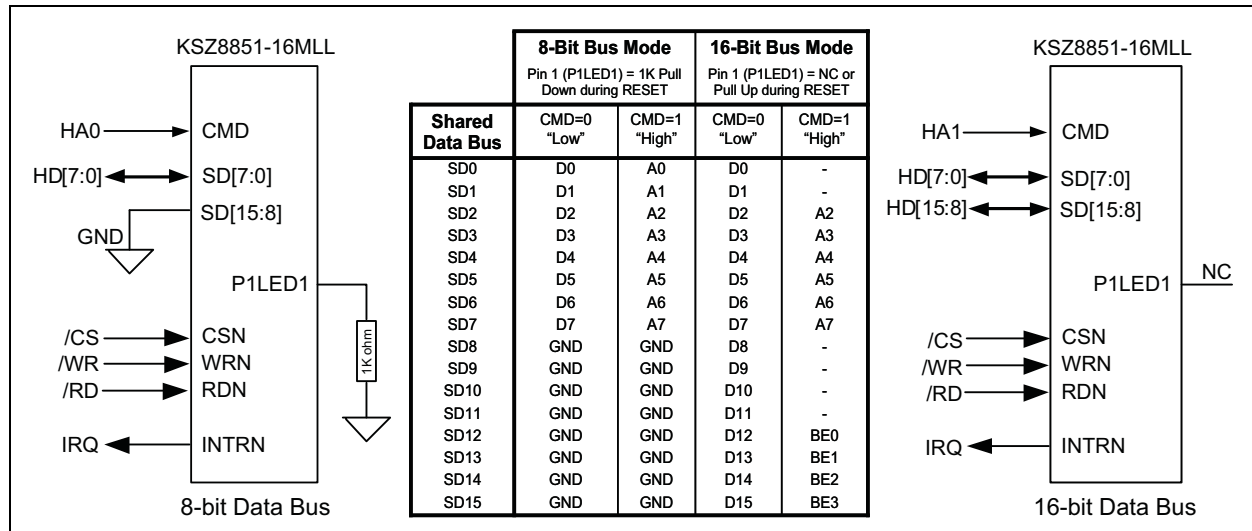 KSZ8851-16MLL
HA0
CMD
HD[7:0]
SD[7:0]
SD[15:8]
GND
P1LED1
1K ohm
/CS
CSN
/WR
WRN
/RD
RDN
IRQ
INTRN
8-bit Data Bus
8-Bit Bus Mode 16-Bit Bus Mode
Pin 1 (P1LED1) = 1K Pull Pin 1 (P1LED1) = NC or
Down during RESET Pull Up during RESET
Shared CMD=0 CMD=1 CMD=0 CMD=1
Data Bus "Low" "High" "Low" "High"
SD0 D0 A0 D0 -
SD1 D1 A1 D1 -
SD2 D2 A2 D2 A2
SD3 D3 A3 D3 A3
SD4 D4 A4 D4 A4
SD5 D5 A5 D5 A5
SD6 D6 A6 D6 A6
SD7 D7 A7 D7 A7
SD8 GND GND D8 -
SD9 GND GND D9 -
SD10 GND GND D10 -
SD11 GND GND D11 -
SD12 GND GND D12 BE0
SD13 GND GND D13 BE1
SD14 GND GND D14 BE2
SD15 GND GND D15 BE3
KSZ8851-16MLL
HA1
CMD
HD[7:0]
SD[7:0]
HD[15:8]
SD[15:8]
P1LED1
NC
/CS
CSN
/WR
WRN
/RD
RDN
IRQ
INTRN
16-bit Data Bus